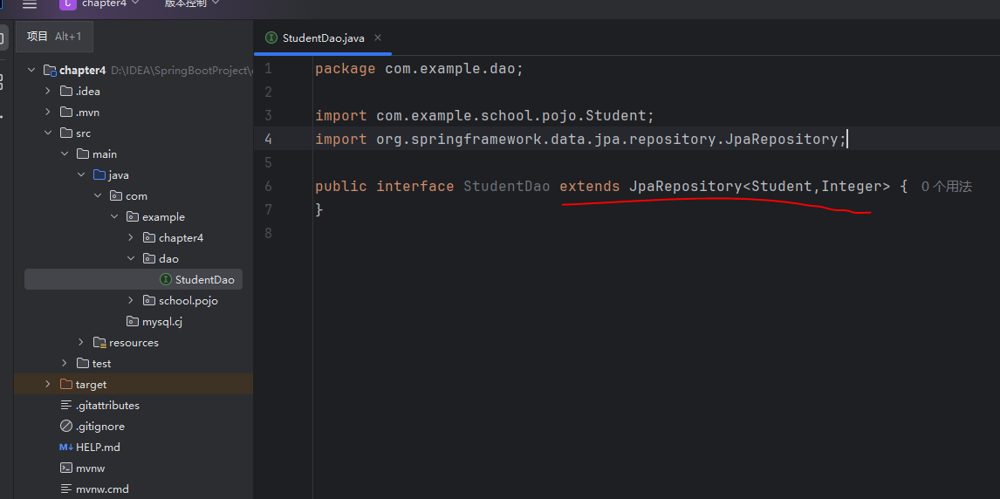 C chapter4 版本控制
项目 Alt+1
StudentDao.java
chapter4 D:\IDEA\SpringBootProject\
.idea
.mvn
src
main
java
com
example
chapter4
dao
I StudentDao
school.pojo
mysql.cj
resources
test
target
.gitattributes
.gitignore
M↓ HELP.md
mvnw
mvnw.cmd
1 package com.example.dao;
2
3 import com.example.school.pojo.Student;
4 import org.springframework.data.jpa.repository.JpaRepository;
5
6 public interface StudentDao extends JpaRepository<Student,Integer> { 0 个用法
7 }
8